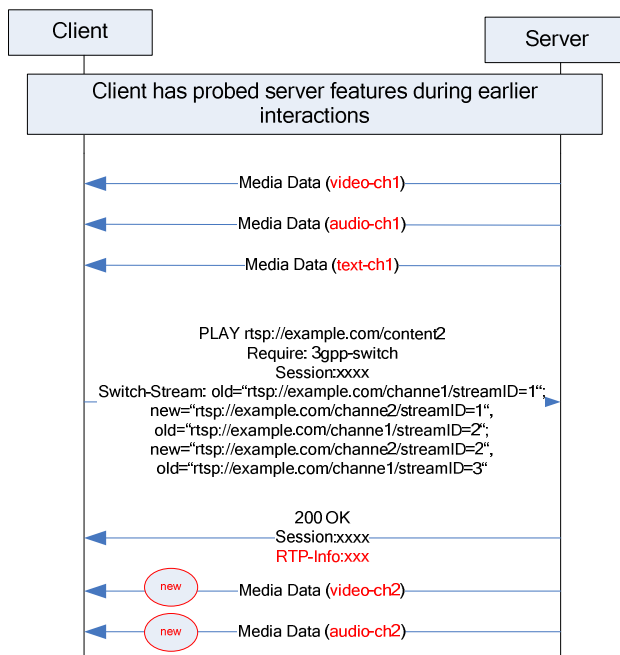 Client
Server
Client has probed server features during earlier
interactions
Media Data (video-ch1)
Media Data (audio-ch1)
Media Data (text-ch1)
PLAY rtsp://example.com/content2
Require: 3gpp-switch
Session:xxxx
Switch-Stream: old=“rtsp://example.com/channe1/streamID=1“;
new=“rtsp://example.com/channe2/streamID=1“,
old=“rtsp://example.com/channe1/streamID=2“;
new=“rtsp://example.com/channe2/streamID=2“,
old=“rtsp://example.com/channe1/streamID=3“
200 OK
Session:xxxx
RTP-Info:xxx
new
Media Data (video-ch2)
new
Media Data (audio-ch2)